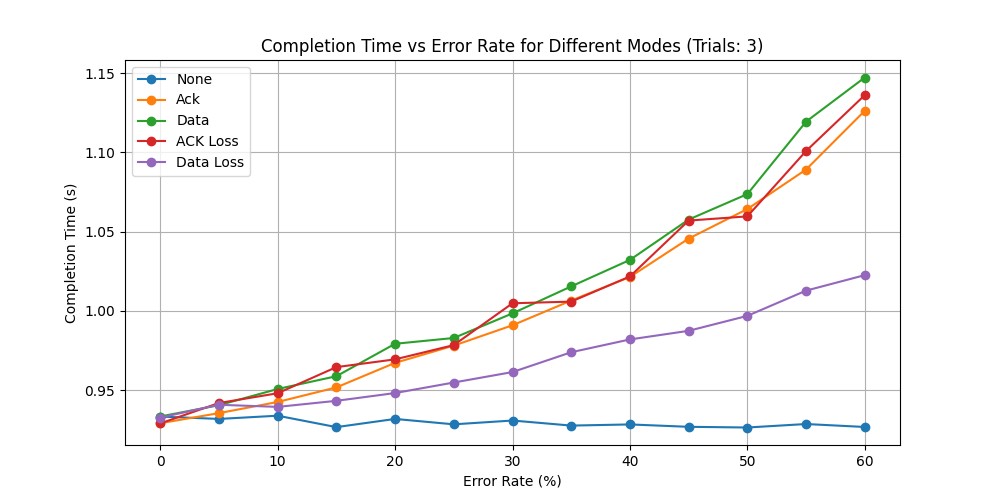 Completion Time vs Error Rate for Different Modes (Trials: 3)
None
Ack
Data
ACK Loss
Data Loss
1.15
1.10
1.05
1.00
0.95
Completion Time (s)
0
10
20
30
40
50
60
Error Rate (%)